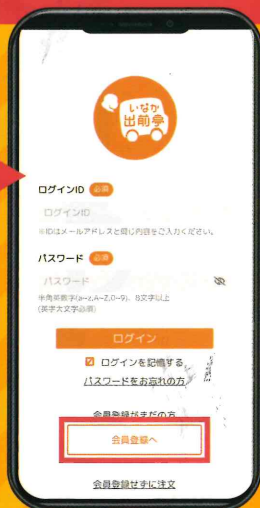 いなか
出前亭
ログインID 必須
ログインID
※IDはメールアドレスと同じ内容をご入力ください。
パスワード 必須
パスワード
半角英数字(a~z,A~Z,0~9)、8文字以上
(英字大文字必須)
ログイン
ログインを記憶する
パスワードをお忘れの方
会員登録がまだの方
会員登録へ
会員登録せずに注文